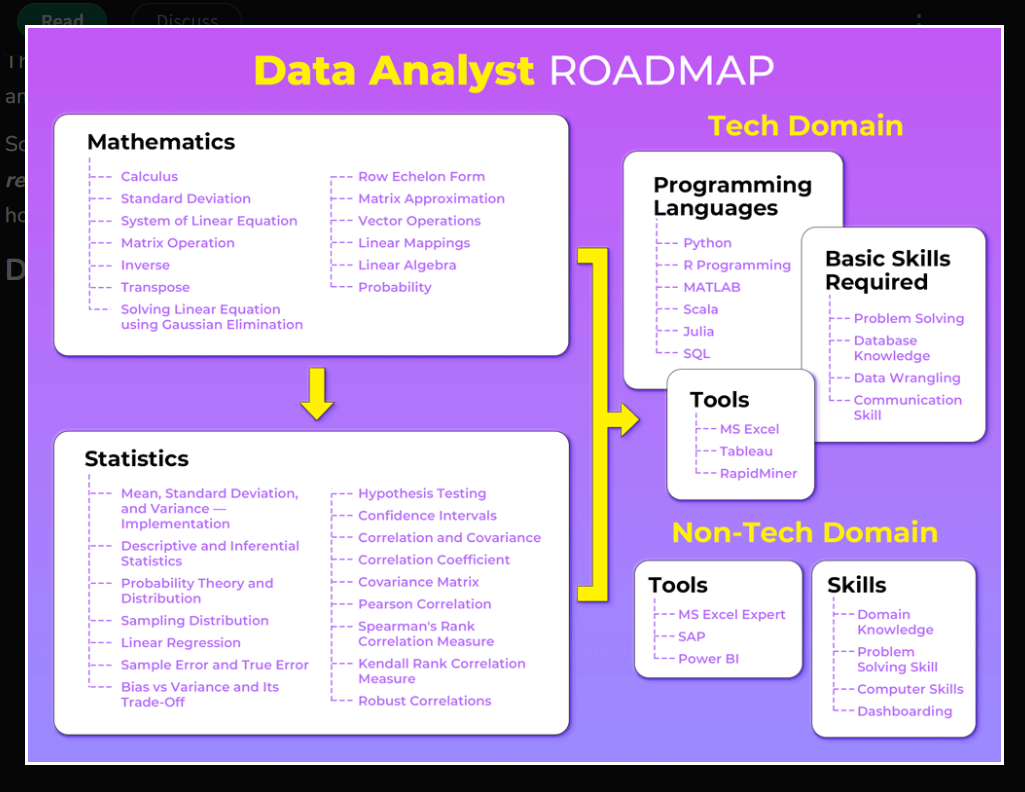 Read
Discuss
Data Analyst ROADMAP
Mathematics
Calculus
Standard Deviation
System of Linear Equation
Matrix Operation
Inverse
Transpose
Solving Linear Equation
using Gaussian Elimination
Row Echelon Form
Matrix Approximation
Vector Operations
Linear Mappings
Linear Algebra
Probability
Statistics
Mean, Standard Deviation,
and Variance —
Implementation
Descriptive and Inferential
Statistics
Probability Theory and
Distribution
Sampling Distribution
Linear Regression
Sample Error and True Error
Bias vs Variance and Its
Trade-Off
Hypothesis Testing
Confidence Intervals
Correlation and Covariance
Correlation Coefficient
Covariance Matrix
Pearson Correlation
Spearman's Rank
Correlation Measure
Kendall Rank Correlation
Measure
Robust Correlations
Tech Domain
Programming
Languages
Python
R Programming
MATLAB
Scala
Julia
SQL
Basic Skills
Required
Problem Solving
Database
Knowledge
Data Wrangling
Communication
Skill
Tools
MS Excel
Tableau
RapidMiner
Non-Tech Domain
Tools
MS Excel Expert
SAP
Power BI
Skills
Domain
Knowledge
Problem
Solving Skill
Computer Skills
Dashboarding